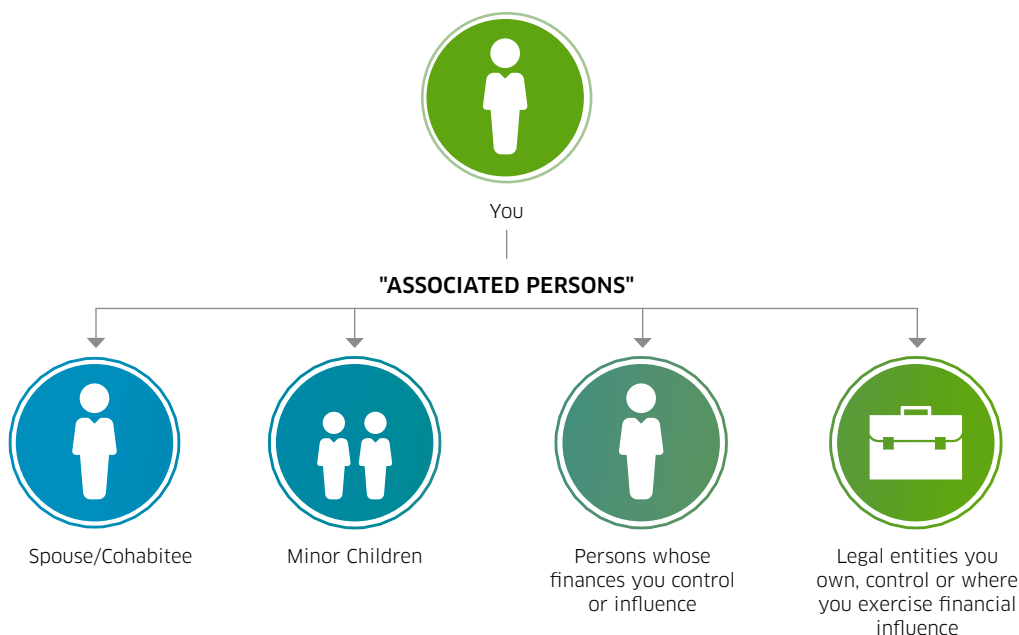 You
"ASSOCIATED PERSONS"
Spouse/Cohabitee
Minor Children
Persons whose
finances you control
or influence
Legal entities you
own, control or where
you exercise financial
influence